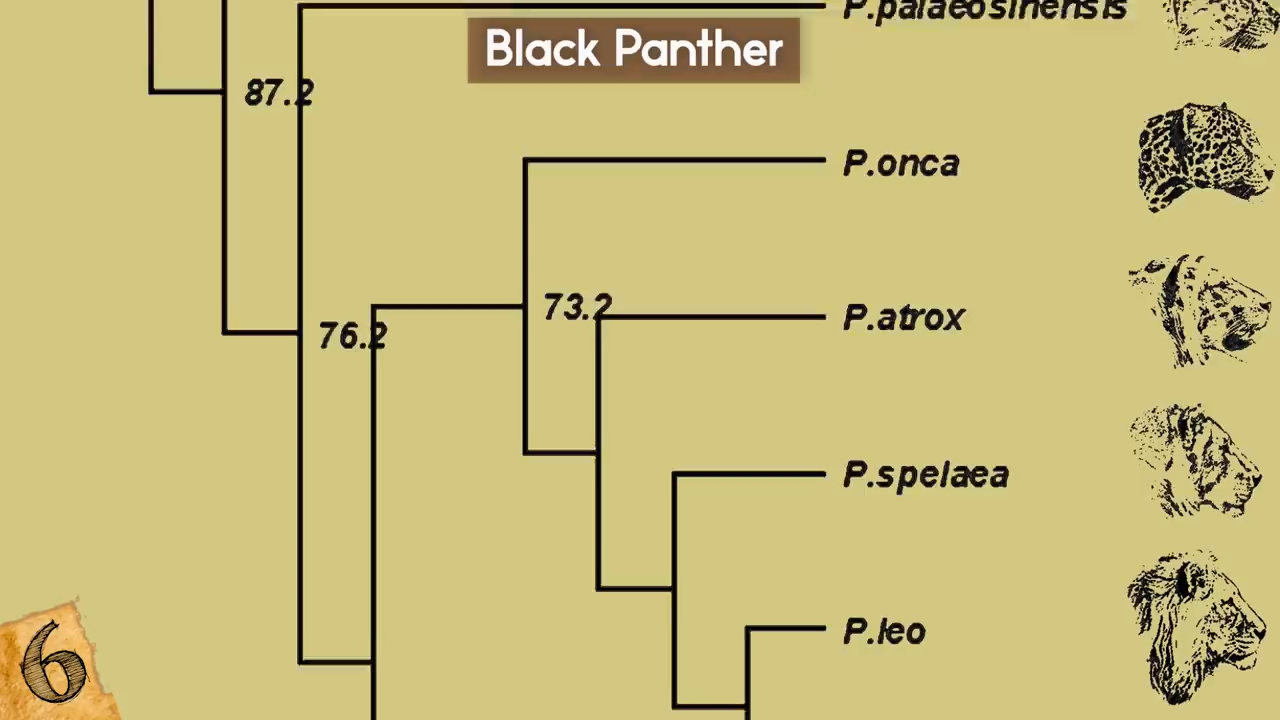 P.palaeosinensis
Black Panther
87.2
P.onca
73.2
P.atrox
76.2
P.spelaea
P.leo
6